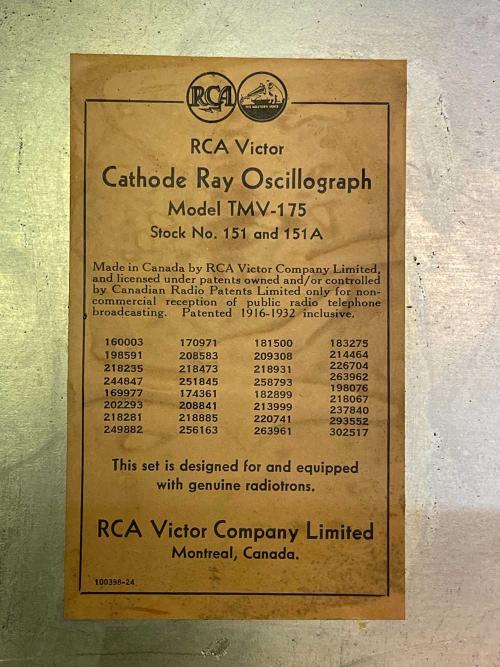 RCA
HIS MASTER'S VOICE
RCA Victor
Cathode Ray Oscillograph
Model TMV-175
Stock No. 151 and 151A
Made in Canada by RCA Victor Company Limited,
and licensed under patents owned and/or controlled
by Canadian Radio Patents Limited only for non-
commercial reception of public radio telephone
broadcasting. Patented 1916-1932 inclusive.
160003 170971 181500 183275
198591 208583 209308 214464
218235 218473 218931 226704
244847 251845 258793 263962
169977 174361 182899 198076
202293 208841 213999 218067
218281 218885 220741 237840
249882 256163 263961 293552
302517
This set is designed for and equipped
with genuine radiotrons.
RCA Victor Company Limited
Montreal, Canada.
100398-24